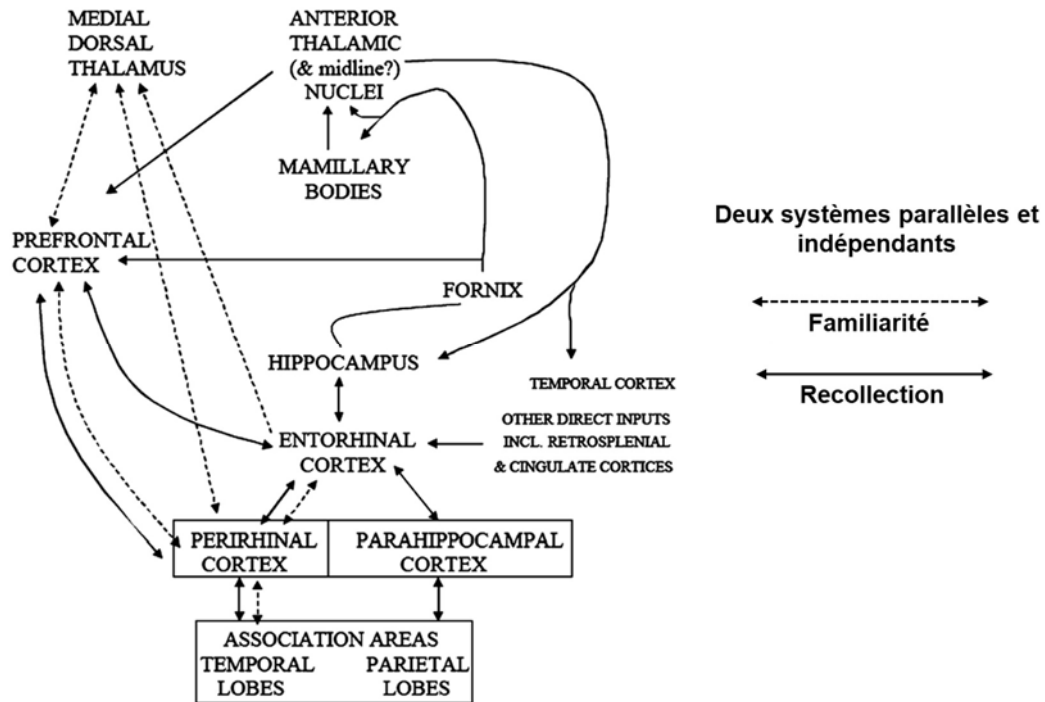 MEDIAL
DORSAL
THALAMUS
ANTERIOR
THALAMIC
(& midline?)
NUCLEI
MAMILLARY
BODIES
PREFRONTAL
CORTEX
FORNIX
HIPPOCAMPUS
TEMPORAL CORTEX
OTHER DIRECT INPUTS
INCL. RETROSPLENIAL
& CINGULATE CORTICES
ENTORHINAL
CORTEX
PERIRHINAL
CORTEX
PARAHIPPOCAMPAL
CORTEX
ASSOCIATION AREAS
TEMPORAL
LOBES
PARIETAL
LOBES
Deux systèmes parallèles et
indépendants
Familiarité
Recollection